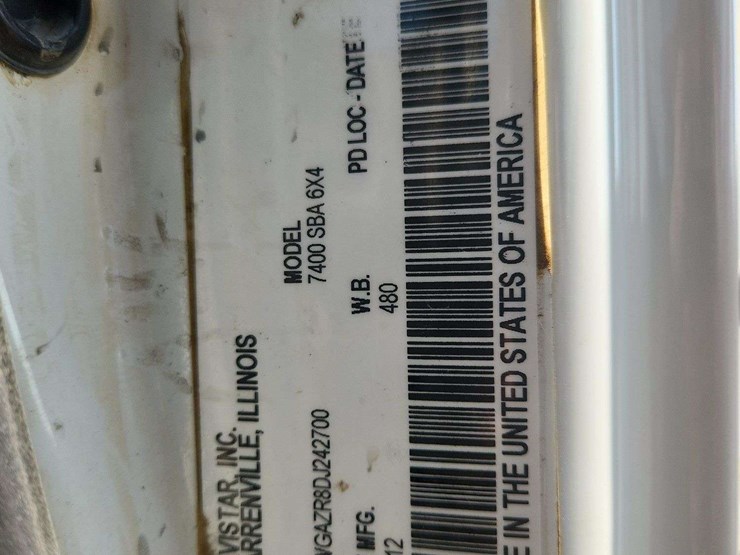 VISTAR, INC.
RRENVILLE, ILLINOIS
MODEL
7400 SBA 6X4
WGAZR8DJ242700
W.B.
480
PD LOC - DATE
MFG.
12
E IN THE UNITED STATES OF AMERICA